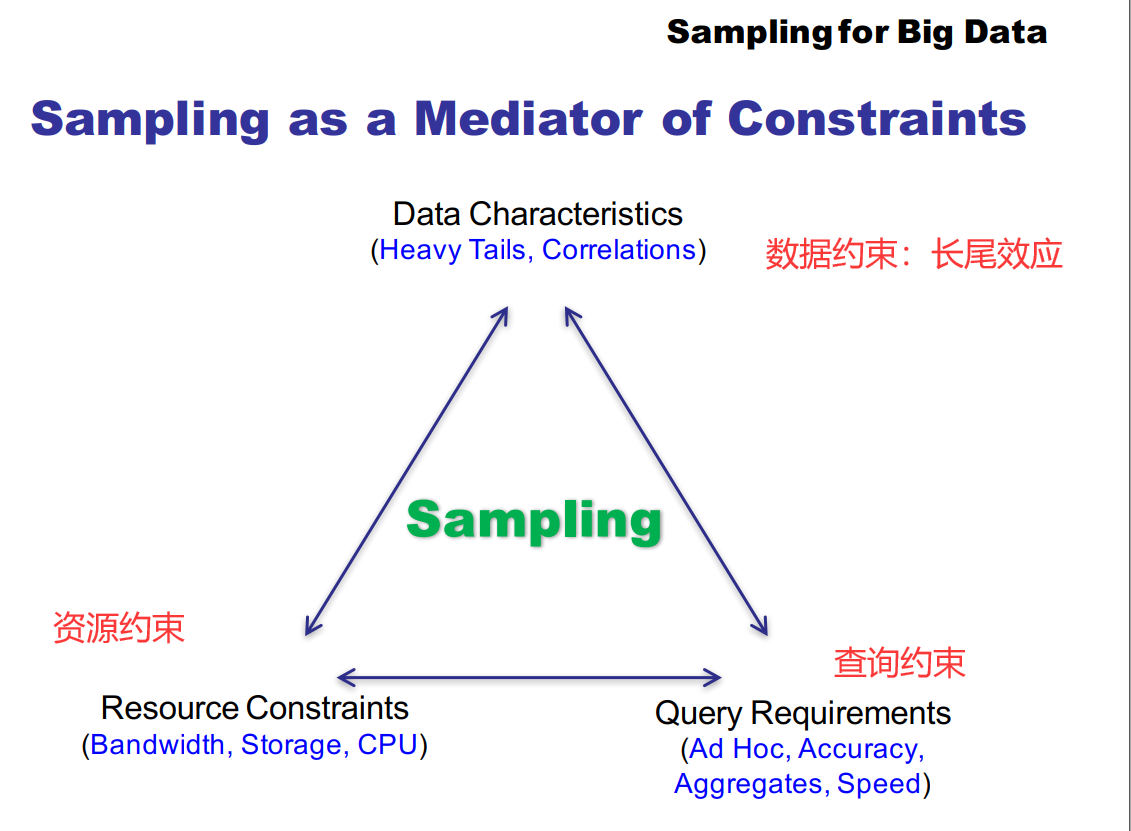 Sampling for Big Data
Sampling as a Mediator of Constraints
Data Characteristics
(Heavy Tails, Correlations)
数据约束：长尾效应
Sampling
资源约束
查询约束
Resource Constraints
(Bandwidth, Storage, CPU)
Query Requirements
(Ad Hoc, Accuracy,
Aggregates, Speed)